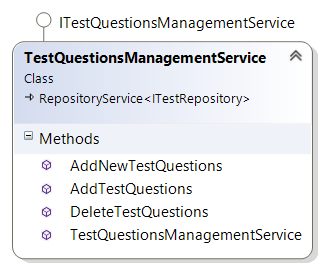 ITestQuestionsManagementService
TestQuestionsManagementService
Class
RepositoryService<ITestRepository>
Methods
AddNewTestQuestions
AddTestQuestions
DeleteTestQuestions
TestQuestionsManagementService